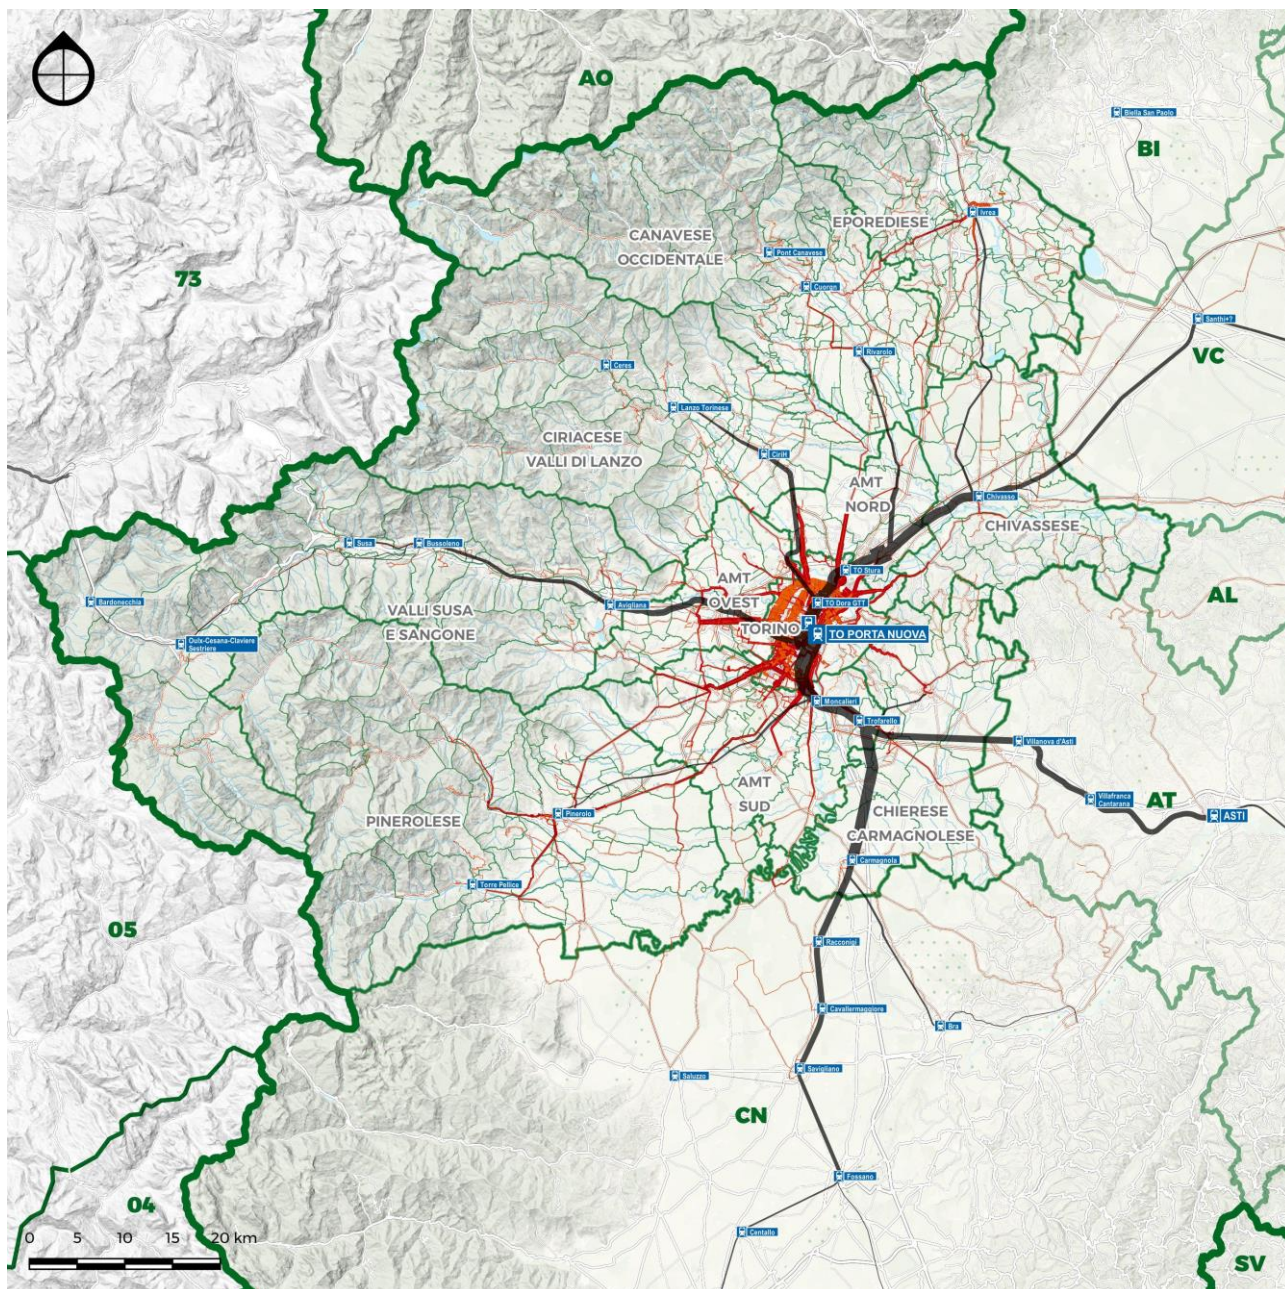 AO
Biella San Paolo
BI
Ivrea
EPOREDIESE
CANAVESE
OCCIDENTALE
Pont Canavese
73
Cuorgn
Santhi+?
Rivarolo
VC
Ceres
Lanzo Torinese
CIRIACESE
VALLI DI LANZO
CiriH
AMT
NORD
Chivasso
CHIVASSESE
Susa
Bussoleno
TO Stura
AMT
OVEST
Bardonecchia
Avigliana
TO Dora GTT
AL
VALLI SUSA
E SANGONE
TORINO
TO PORTA NUOVA
Oulx-Cesana-Claviere
Sestriere
Moncalieri
Trofarello
Villanova d'Asti
AMT
SUD
Villafranca
Cantarana
AT
ASTI
Pinerolo
PINEROLESE
CHIERESE
CARMAGNOLESE
Carmagnola
Torre Pellice
05
Racconigi
Cavallermaggiore
Bra
Saluzzo
Savigliano
CN
Fossano
04
Centallo
0 5 10 15 20 km
SV